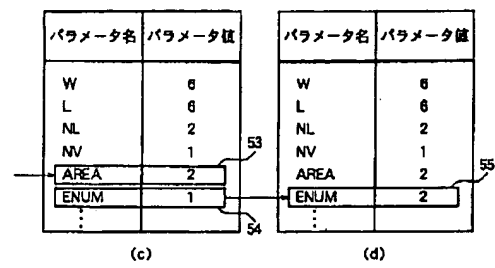 パラメータ名 パラメータ値
W 6
L 6
NL 2
NV 1
AREA 2
ENUM 1
53
54
(c)
パラメータ名 パラメータ値
W 6
L 6
NL 2
NV 1
AREA 2
ENUM 2
55
(d)